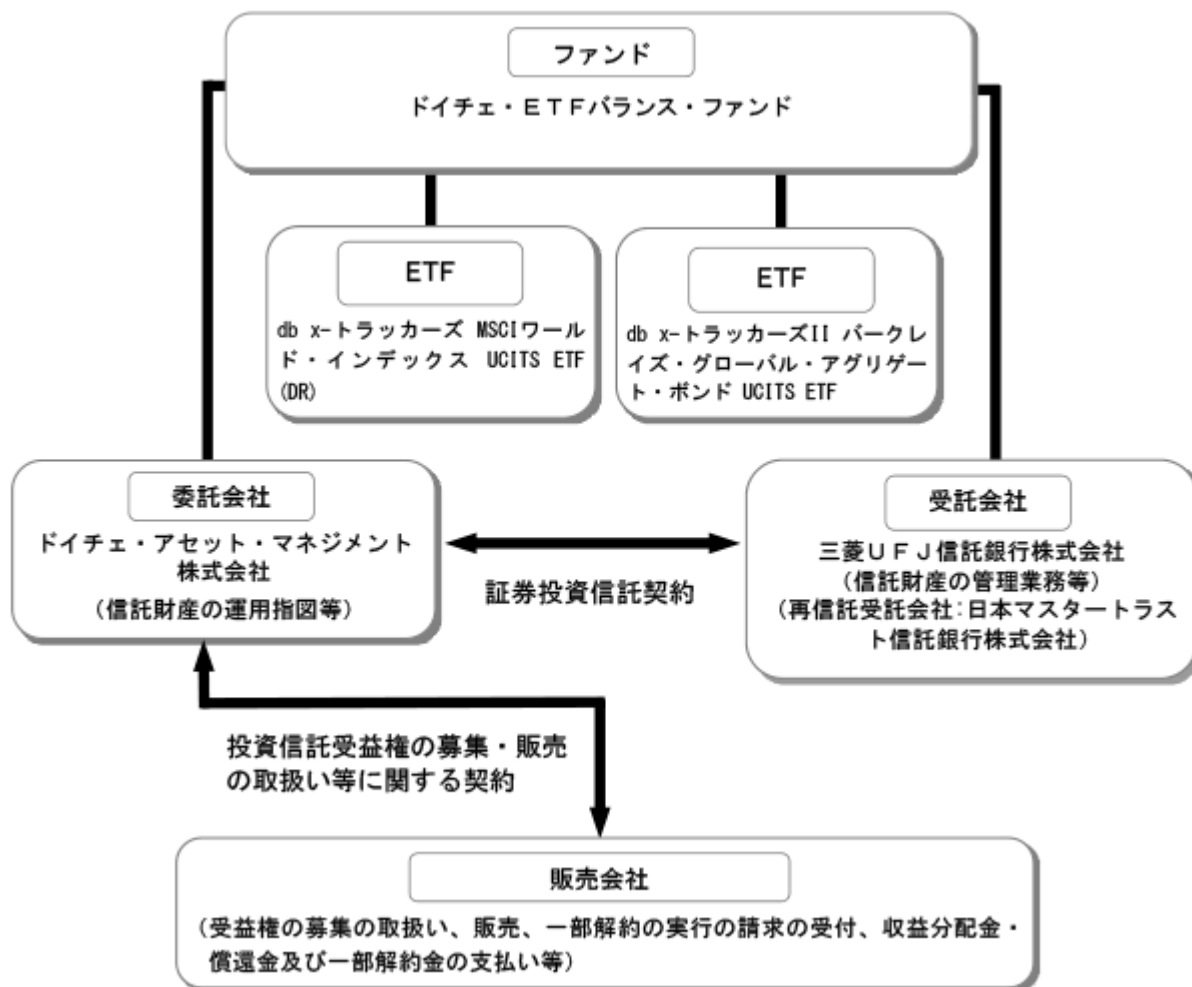 ファンド
ドイチェ・ＥＴＦバランス・ファンド
ETF
db x-トラッカーズ MSCIワール
ド・インデックス UCITS ETF
(DR)
ETF
db x-トラッカーズII バークレ
イズ・グローバル・アグリゲー
ト・ボンド UCITS ETF
委託会社
ドイチェ・アセット・マネジメント
株式会社
（信託財産の運用指図等）
証券投資信託契約
受託会社
三菱ＵＦＪ信託銀行株式会社
（信託財産の管理業務等）
（再信託受託会社：日本マスタートラス
ト信託銀行株式会社）
投資信託受益権の募集・販売
の取扱い等に関する契約
販売会社
（受益権の募集の取扱い、販売、一部解約の実行の請求の受付、収益分配金・
償還金及び一部解約金の支払い等）